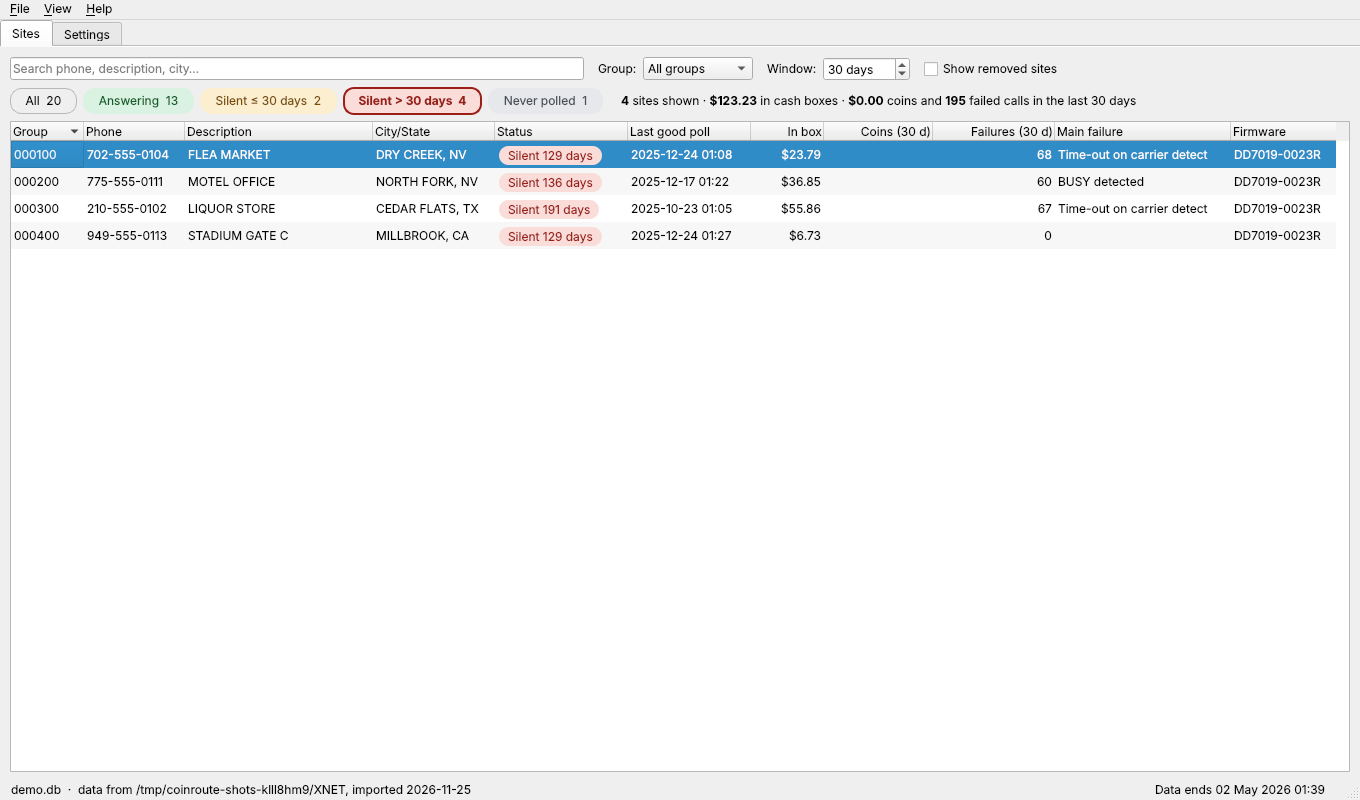 File View Help
Sites Settings
Search phone, description, city... Group: All groups Window: 30 days Show removed sites
All 20 Answering 13 Silent ≤ 30 days 2 Silent > 30 days 4 Never polled 1 4 sites shown · $123.23 in cash boxes · $0.00 coins and 195 failed calls in the last 30 days
Group Phone Description City/State Status Last good poll In box Coins (30 d) Failures (30 d) Main failure Firmware
000100 702-555-0104 FLEA MARKET DRY CREEK, NV Silent 129 days 2025-12-24 01:08 $23.79 68 Time-out on carrier detect DD7019-0023R
000200 775-555-0111 MOTEL OFFICE NORTH FORK, NV Silent 136 days 2025-12-17 01:22 $36.85 60 BUSY detected DD7019-0023R
000300 210-555-0102 LIQUOR STORE CEDAR FLATS, TX Silent 191 days 2025-10-23 01:05 $55.86 67 Time-out on carrier detect DD7019-0023R
000400 949-555-0113 STADIUM GATE C MILLBROOK, CA Silent 129 days 2025-12-24 01:27 $6.73 0 DD7019-0023R
demo.db · data from /tmp/coinroute-shots-klll8hm9/XNET, imported 2026-11-25 Data ends 02 May 2026 01:39